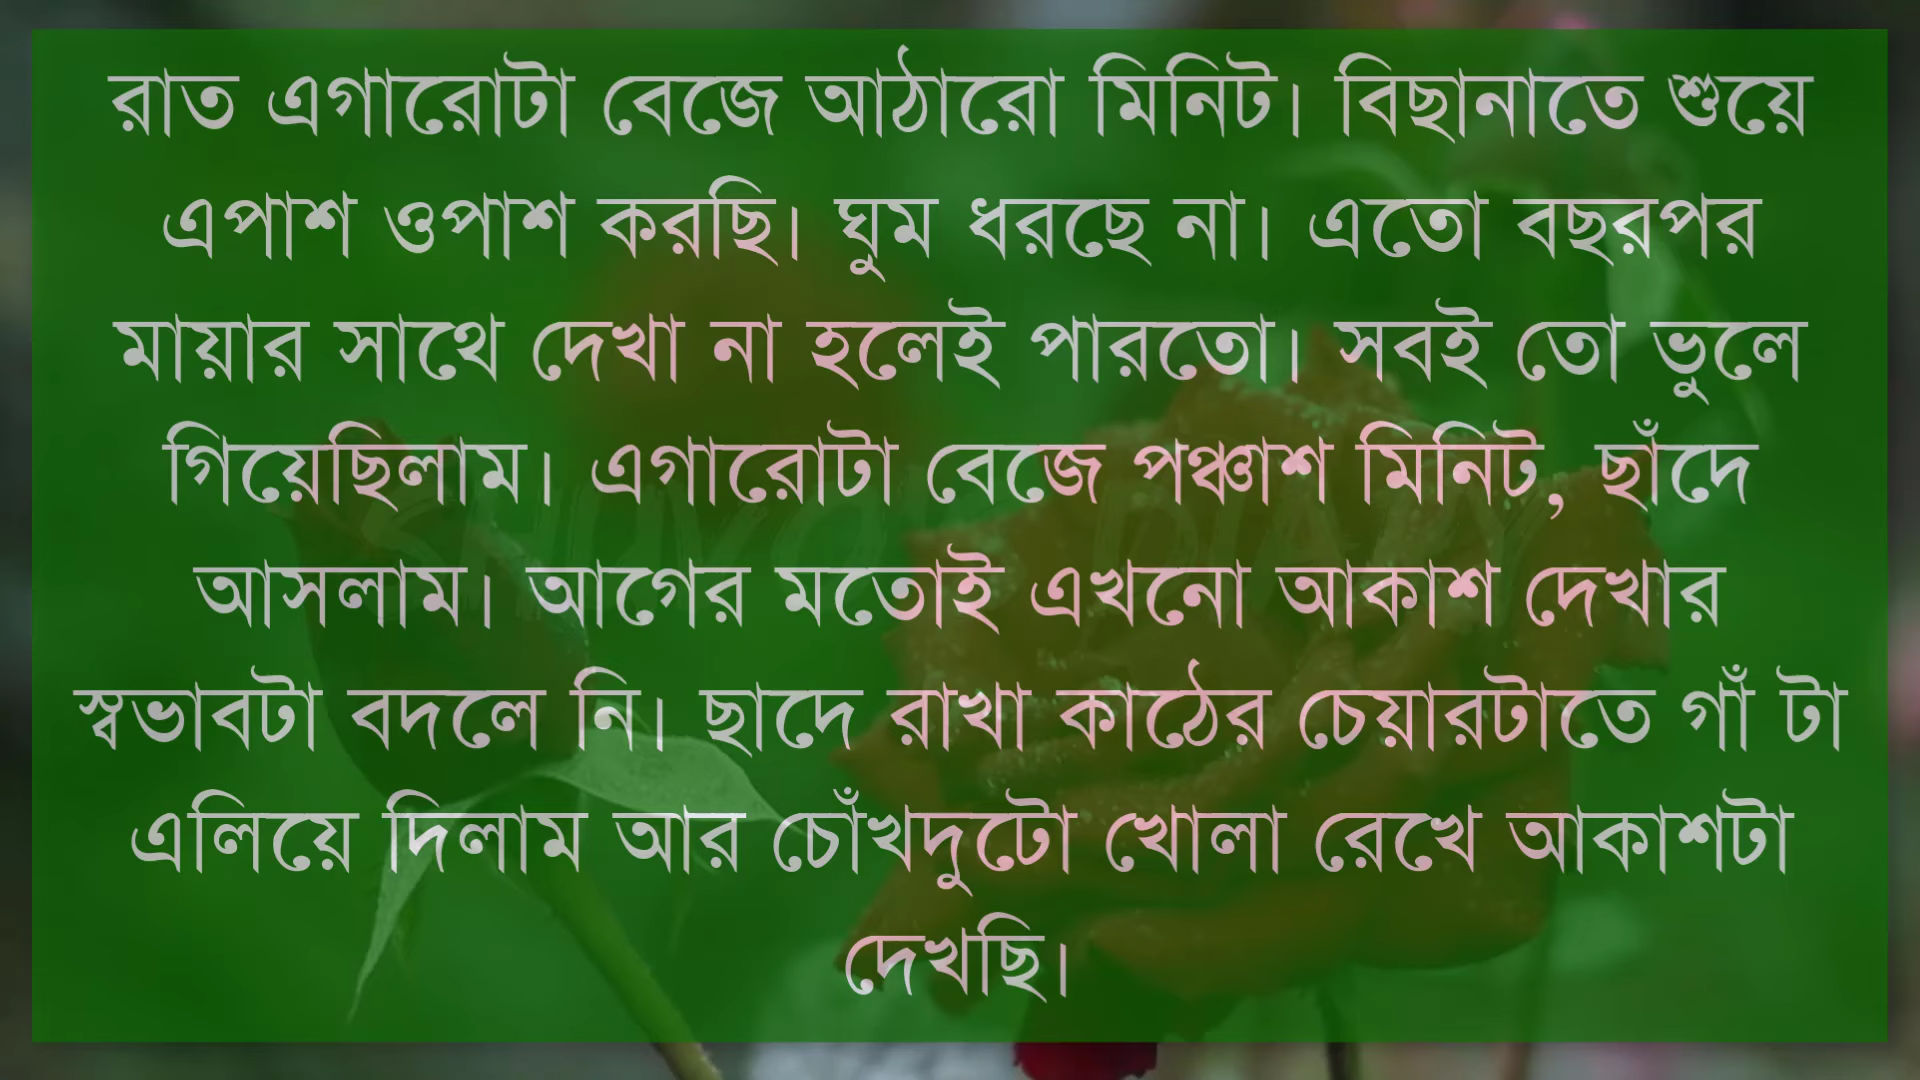 রাত এগারোটা বেজে আঠারো মিনিট। বিছানাতে শুয়ে
এপাশ ওপাশ করছি। ঘুম ধরছে না। এতো বছরপর
মায়ার সাথে দেখা না হলেই পারতো। সবই তো ভুলে
গিয়েছিলাম। এগারোটা বেজে পঞ্চাশ মিনিট, ছাঁদে
আসলাম। আগের মতোই এখনো আকাশ দেখার
স্বভাবটা বদলে নি। ছাদে রাখা কাঠের চেয়ারটাতে গাঁ টা
এলিয়ে দিলাম আর চোঁখদুটো খোলা রেখে আকাশটা
দেখছি।